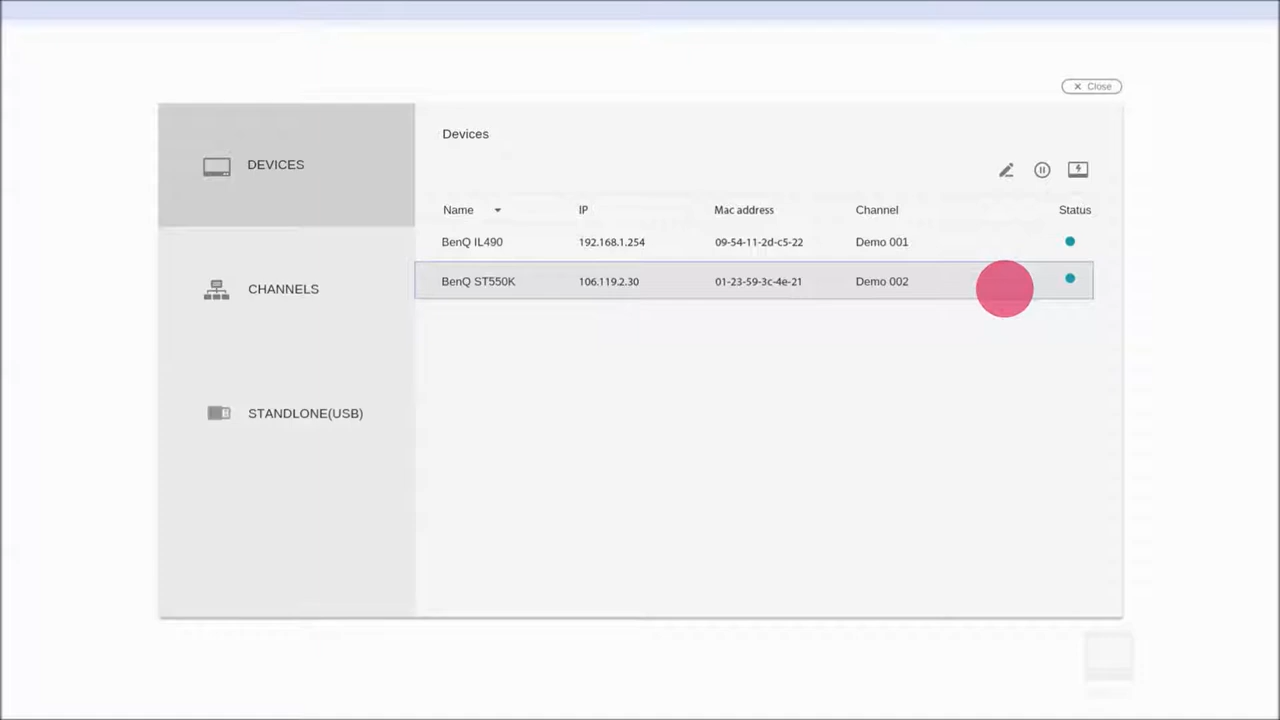 × Close
DEVICES
CHANNELS
STANDLONE(USB)
Devices
Name IP Mac address Channel Status
BenQ IL490 192.168.1.254 09-54-11-2d-c5-22 Demo 001
BenQ ST550K 106.119.2.30 01-23-59-3c-4e-21 Demo 002